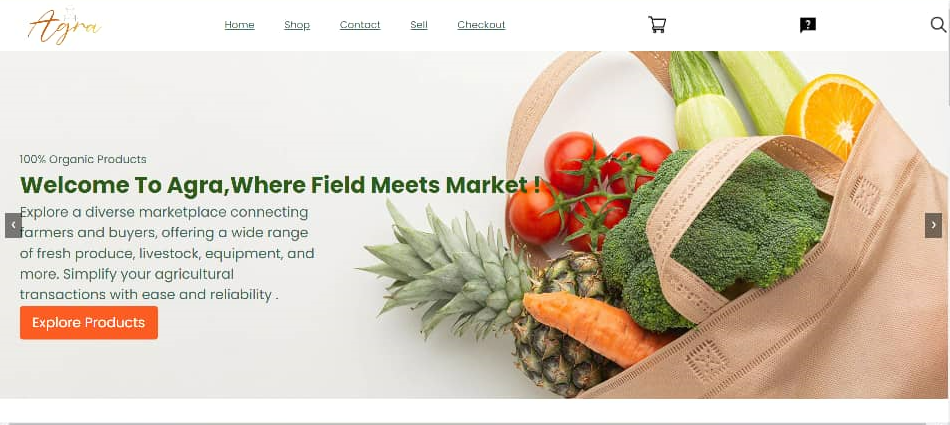 Agra
Home Shop Contact Sell Checkout
100% Organic Products
Welcome To Agra,Where Field Meets Market !
Explore a diverse marketplace connecting
farmers and buyers, offering a wide range
of fresh produce, livestock, equipment, and
more. Simplify your agricultural
transactions with ease and reliability .
Explore Products